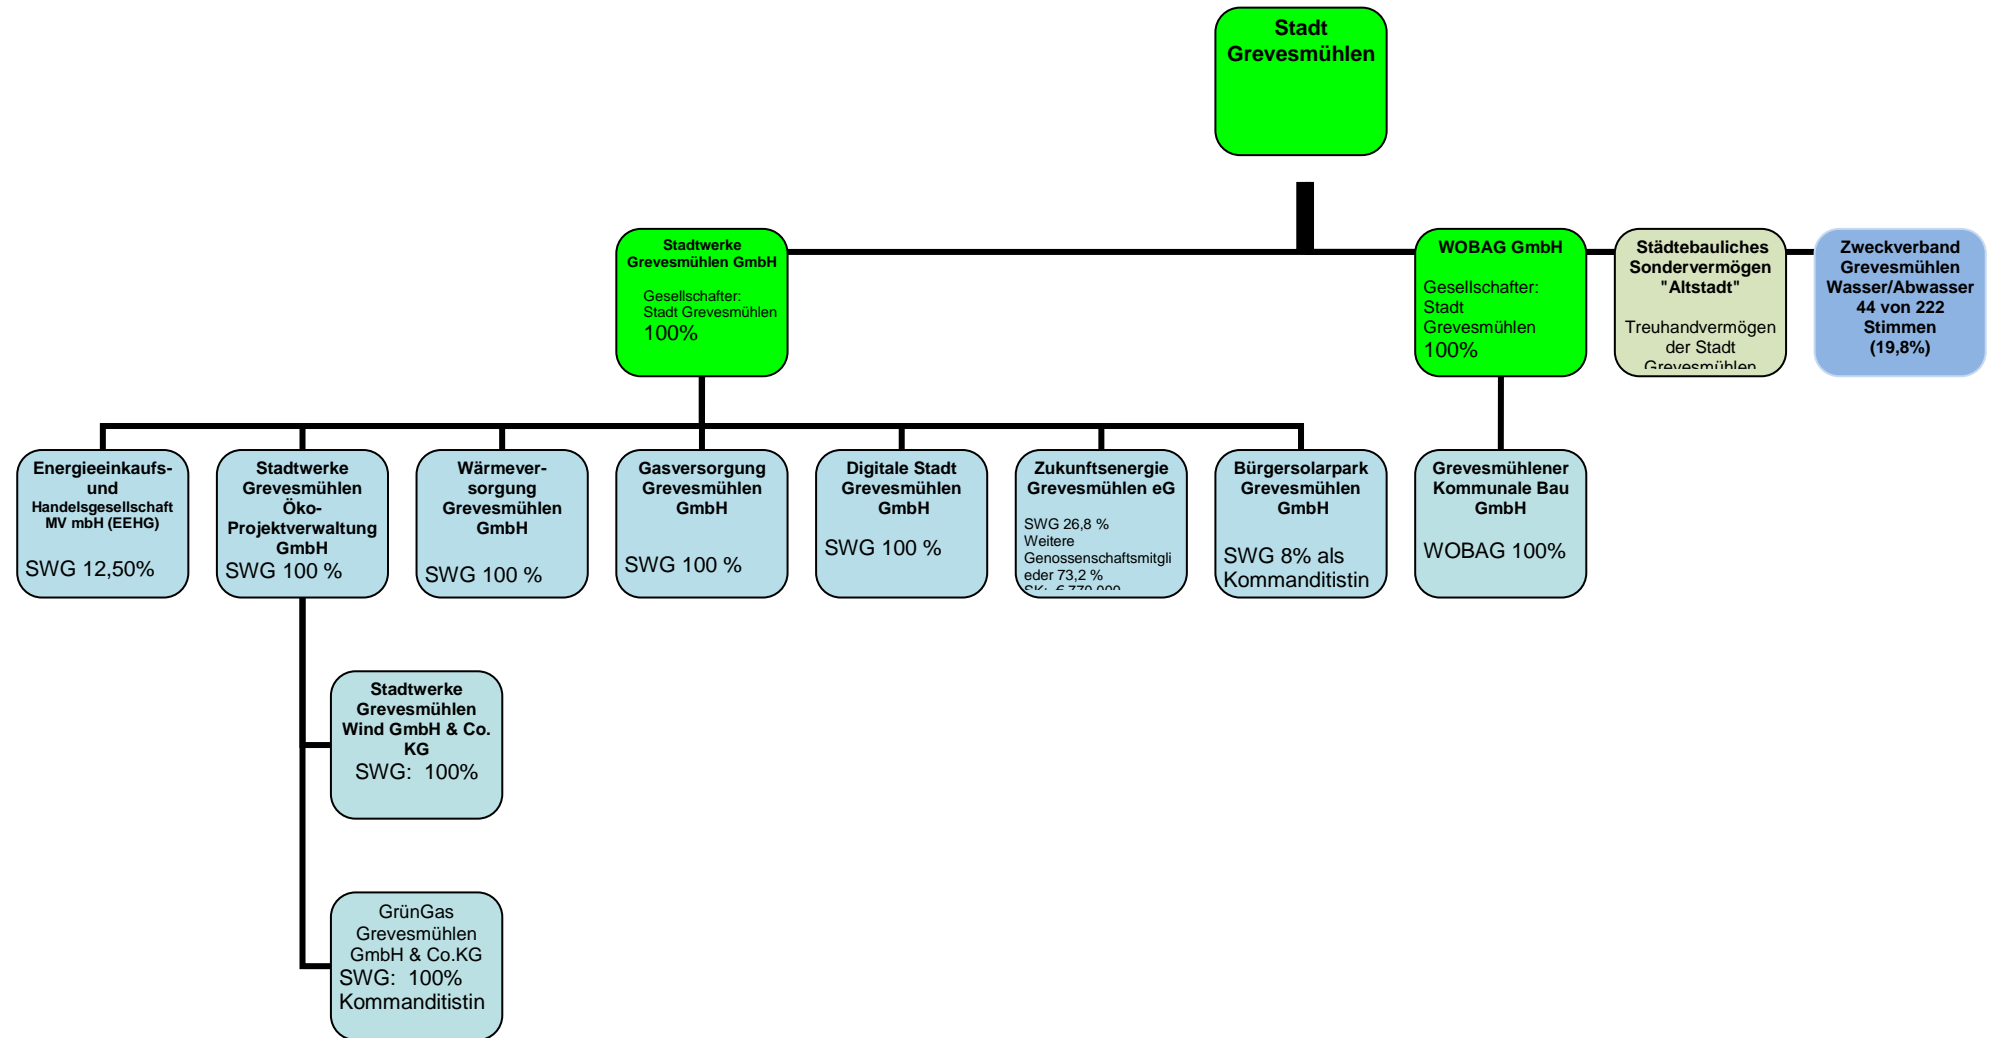 Stadt
Grevesmühlen
Stadtwerke
Grevesmühlen GmbH
Gesellschafter:
Stadt Grevesmühlen
100%
WOBAG GmbH
Gesellschafter:
Stadt
Grevesmühlen
100%
Städtebauliches
Sondervermögen
"Altstadt"
Treuhandvermögen
der Stadt
Grevesmühlen
Zweckverband
Grevesmühlen
Wasser/Abwasser
44 von 222
Stimmen
(19,8%)
Energieeinkaufs-
und
Handelsgesellschaft
MV mbH (EEHG)
SWG 12,50%
Stadtwerke
Grevesmühlen
Öko-
Projektverwaltung
GmbH
SWG 100 %
Wärmever-
sorgung
Grevesmühlen
GmbH
SWG 100 %
Gasversorgung
Grevesmühlen
GmbH
SWG 100 %
Digitale Stadt
Grevesmühlen
GmbH
SWG 100 %
Zukunftsenergie
Grevesmühlen eG
SWG 26,8 %
Weitere
Genossenschaftsmitgli
eder 73,2 %
SK: € 770.000
Bürgersolarpark
Grevesmühlen
GmbH
SWG 8% als
Kommanditistin
Grevesmühlener
Kommunale Bau
GmbH
WOBAG 100%
Stadtwerke
Grevesmühlen
Wind GmbH & Co.
KG
SWG: 100%
GrünGas
Grevesmühlen
GmbH & Co.KG
SWG: 100%
Kommanditistin